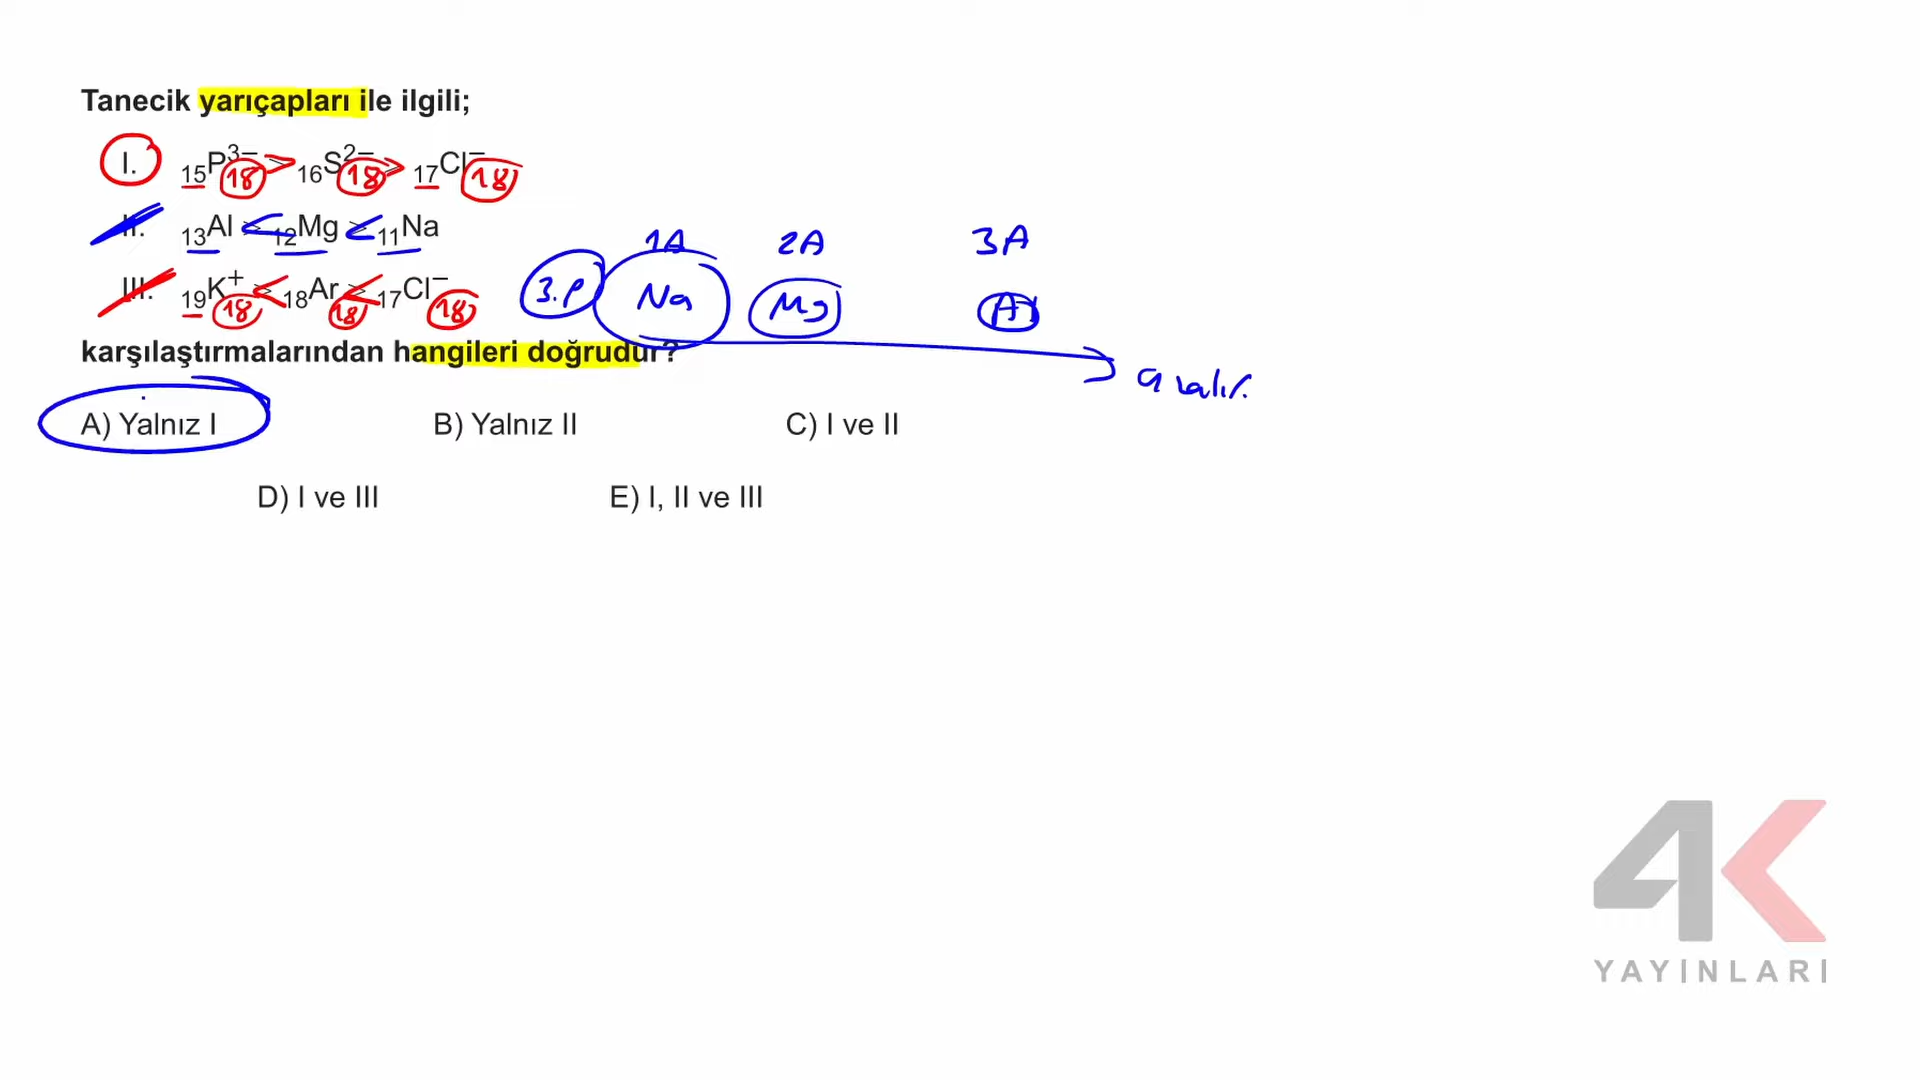 Tanecik yarıçapları ile ilgili;
I. ₁₅P³⁻ > ₁₆S²⁻ > ₁₇Cl⁻
18 18 18
II. ₁₃Al > ₁₂Mg > ₁₁Na
< <
1A 2A 3A
III. ₁₉K⁺ > ₁₈Ar > ₁₇Cl⁻
< <
18 18 18
3.P Na Mg Al
karşılaştırmalarından hangileri doğrudur?
azalır.
A) Yalnız I B) Yalnız II C) I ve II
D) I ve III E) I, II ve III
4K
YAYINLARI